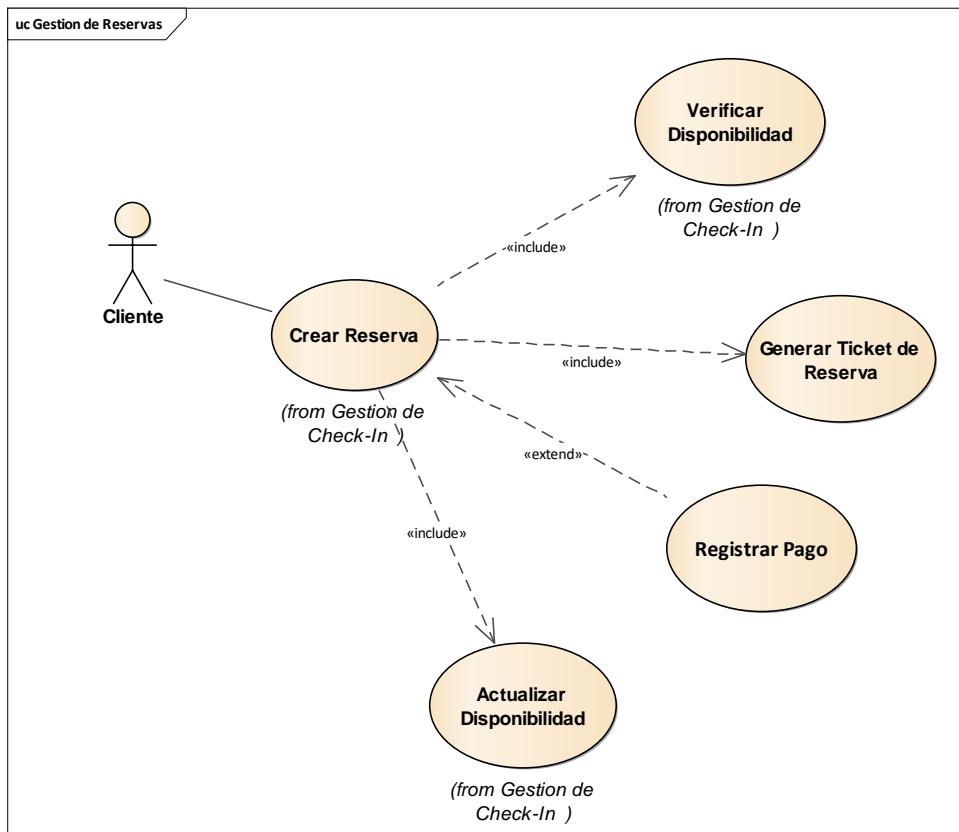 uc Gestion de Reservas
Verificar
Disponibilidad
(from Gestion de
Check-In )
«include»
Cliente
Crear Reserva
(from Gestion de
Check-In )
«include»
Generar Ticket de
Reserva
«extend»
Registrar Pago
«include»
Actualizar
Disponibilidad
(from Gestion de
Check-In )